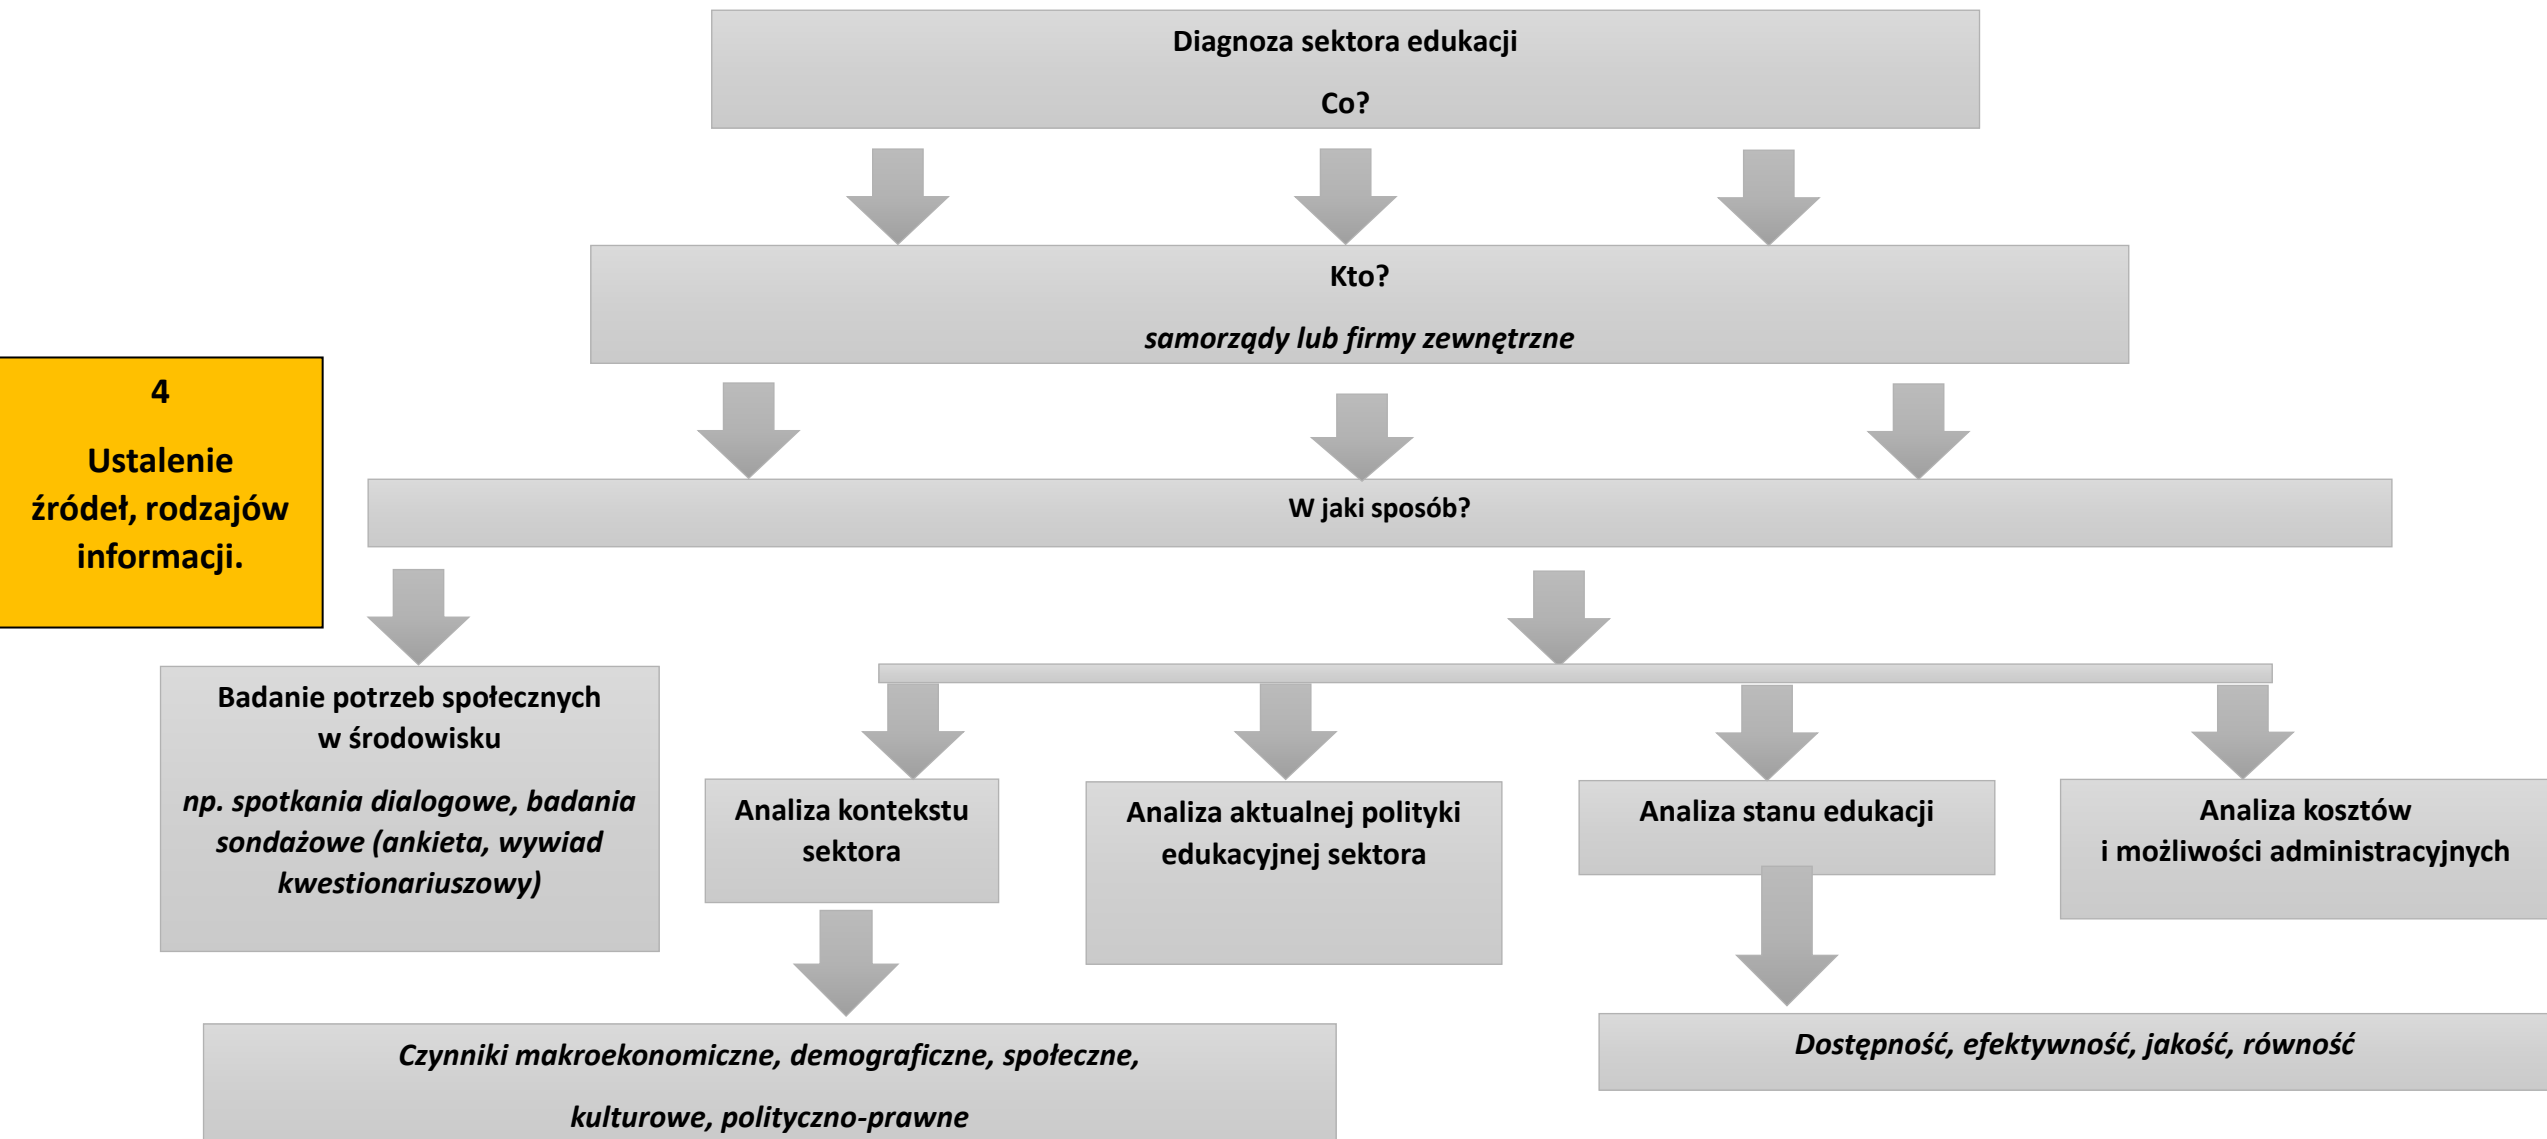 Diagnoza sektora edukacji
Co?
Kto?
samorządy lub firmy zewnętrzne
4
Ustalenie
źródeł, rodzajów
informacji.
W jaki sposób?
Badanie potrzeb społecznych
w środowisku
np. spotkania dialogowe, badania
sondażowe (ankieta, wywiad
kwestionariuszowy)
Analiza kontekstu
sektora
Analiza aktualnej polityki
edukacyjnej sektora
Analiza stanu edukacji
Analiza kosztów
i możliwości administracyjnych
Czynniki makroekonomiczne, demograficzne, społeczne,
kulturowe, polityczno-prawne
Dostępność, efektywność, jakość, równość